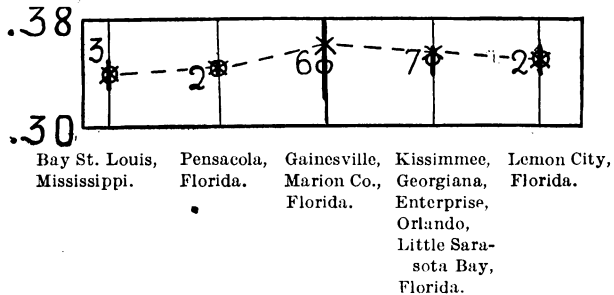 .38
3 2 6 7 2
.30
Bay St. Louis,
Mississippi.
Pensacola,
Florida.
Gainesville,
Marion Co.,
Florida.
Kissimmee,
Georgiana,
Enterprise,
Orlando,
Little Sara-
sota Bay,
Florida.
Lemon City,
Florida.